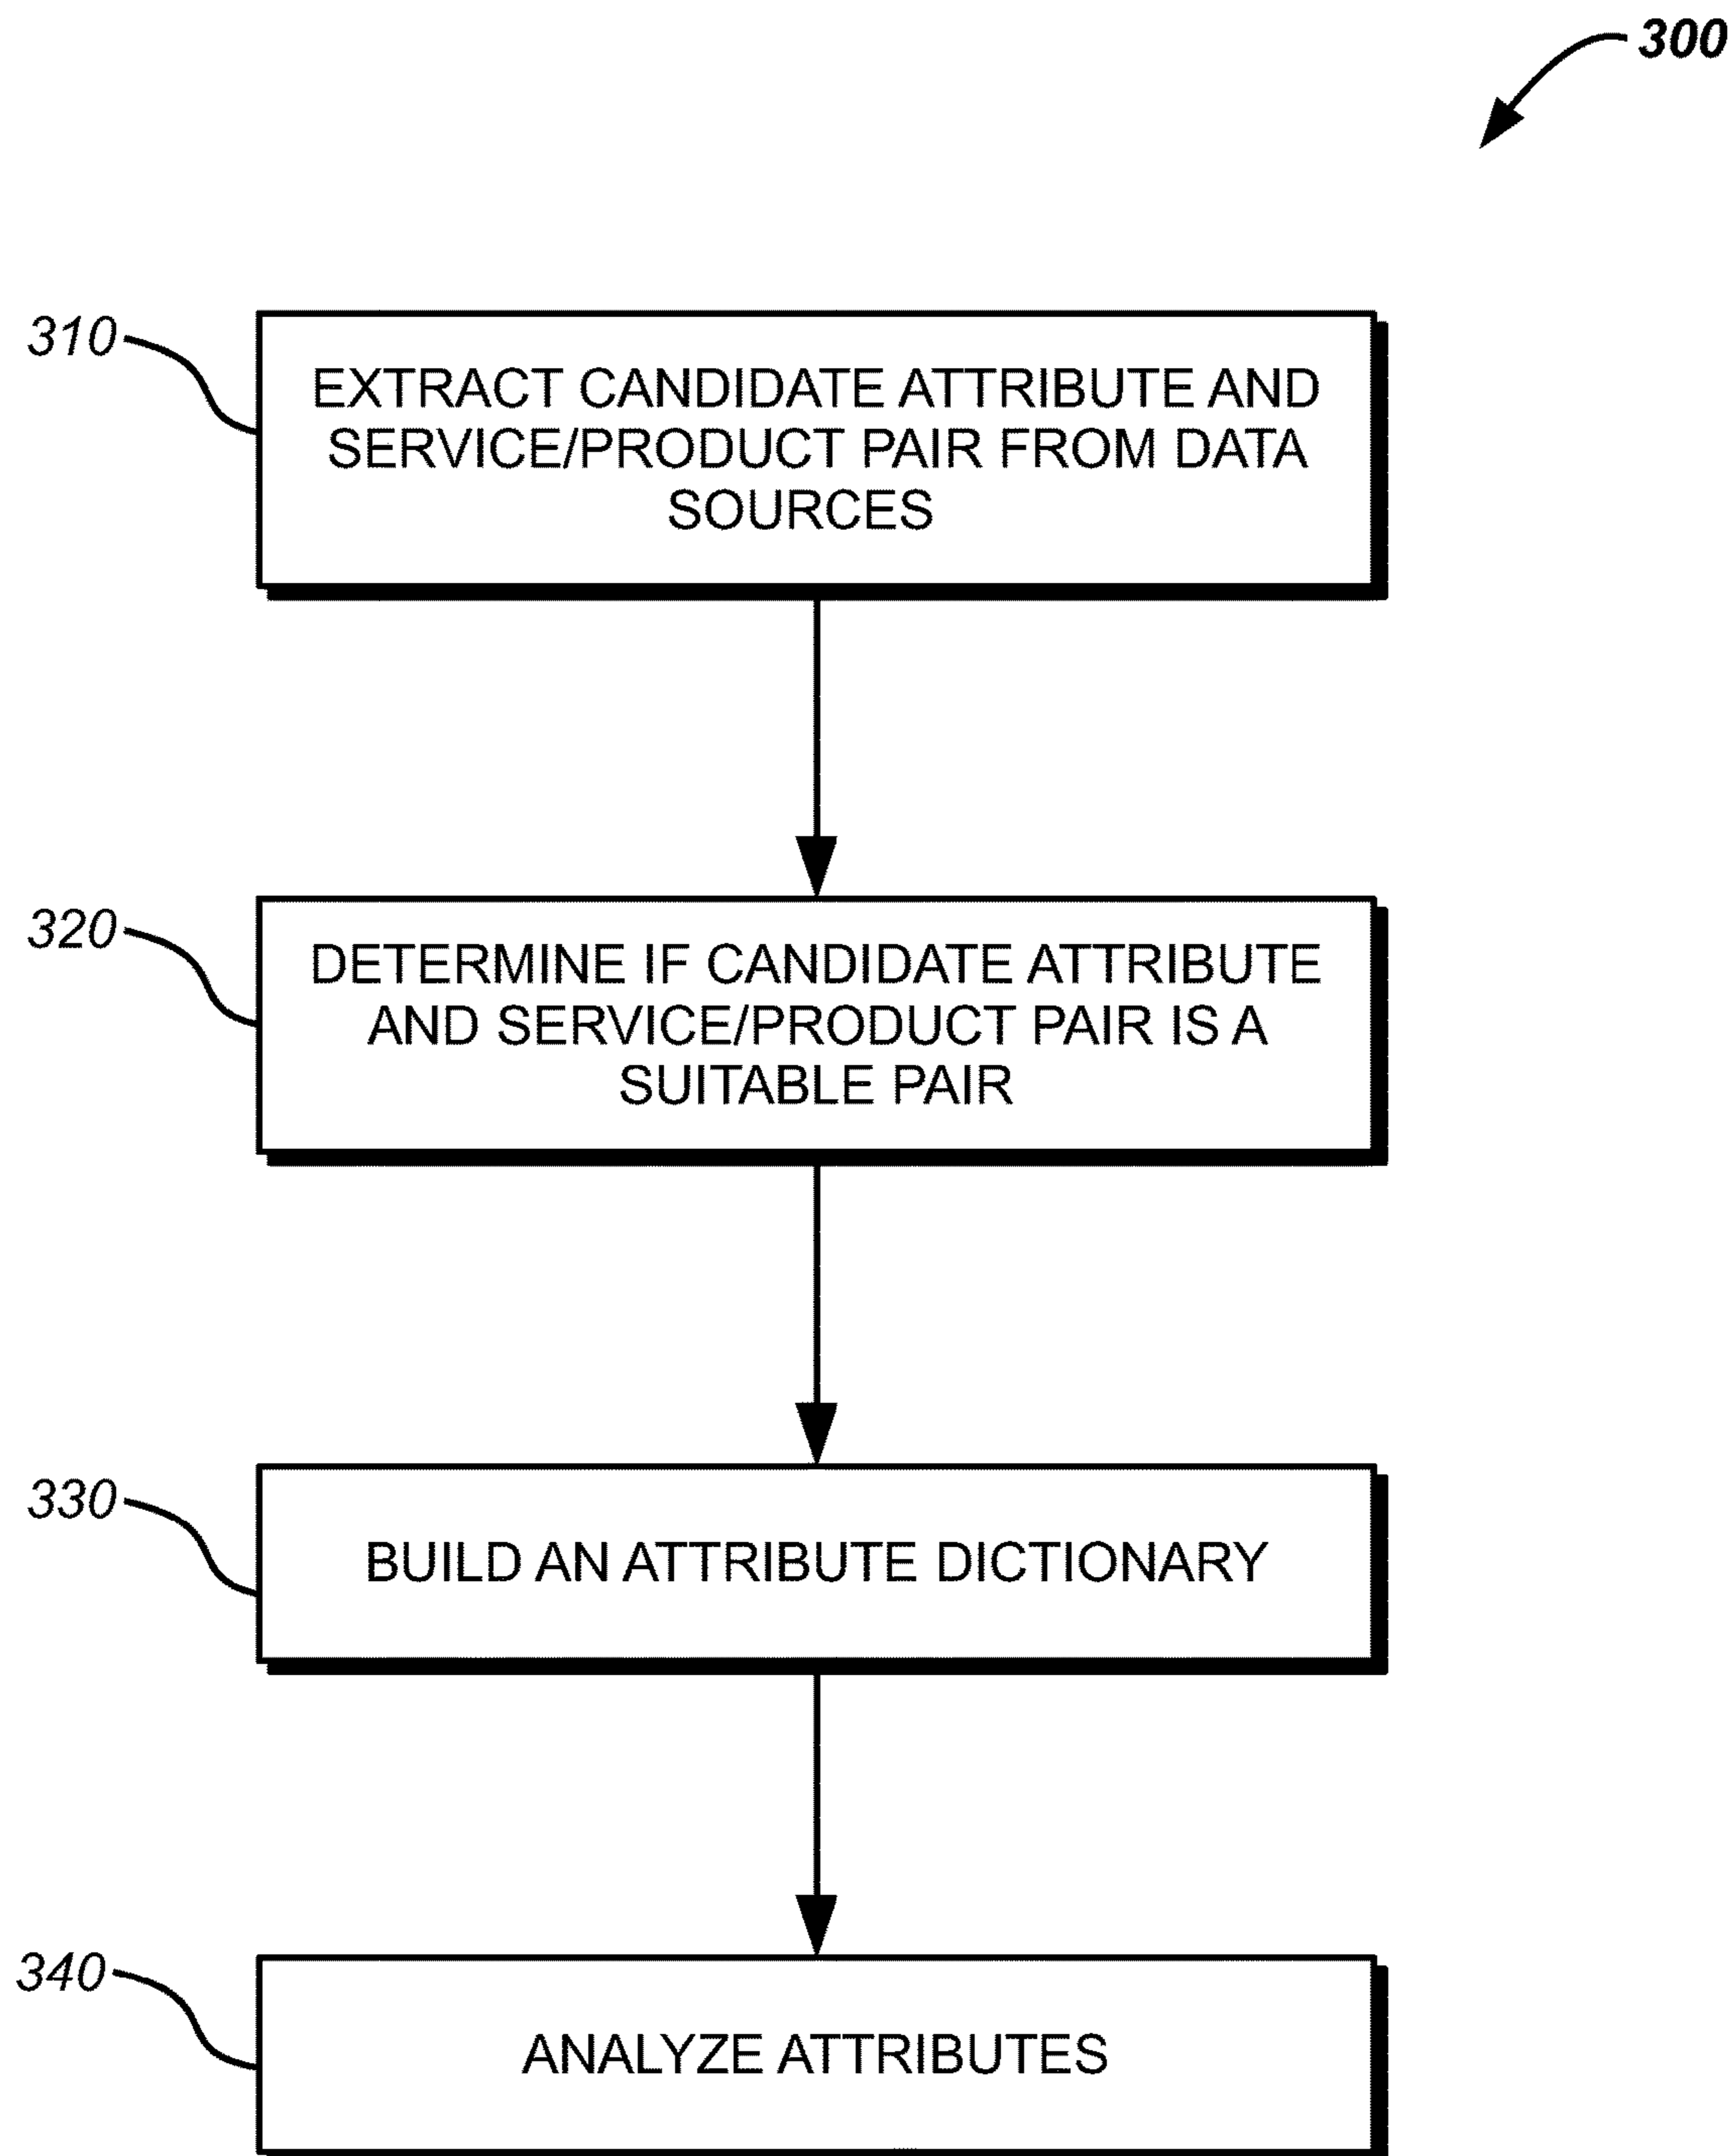 300
310
EXTRACT CANDIDATE ATTRIBUTE AND
SERVICE/PRODUCT PAIR FROM DATA
SOURCES
320
DETERMINE IF CANDIDATE ATTRIBUTE
AND SERVICE/PRODUCT PAIR IS A
SUITABLE PAIR
330
BUILD AN ATTRIBUTE DICTIONARY
340
ANALYZE ATTRIBUTES